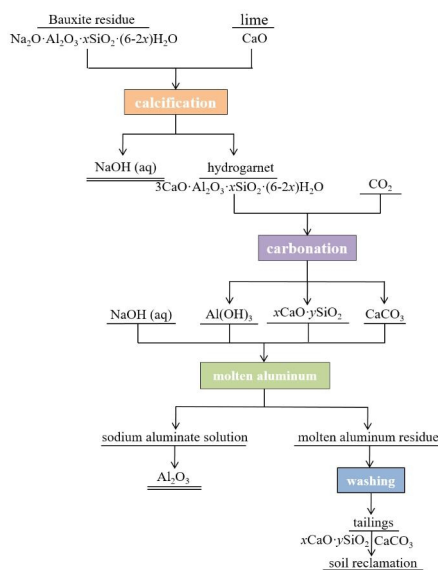 Bauxite residue
lime
Na₂O·Al₂O₃·xSiO₂·(6-2x)H₂O
CaO
calcification
NaOH (aq)
hydrogarnet
3CaO·Al₂O₃·xSiO₂·(6-2x)H₂O
CO₂
carbonation
NaOH (aq)
Al(OH)₃
xCaO·ySiO₂
CaCO₃
molten aluminum
sodium aluminate solution
molten aluminum residue
Al₂O₃
washing
tailings
xCaO·ySiO₂
CaCO₃
soil reclamation